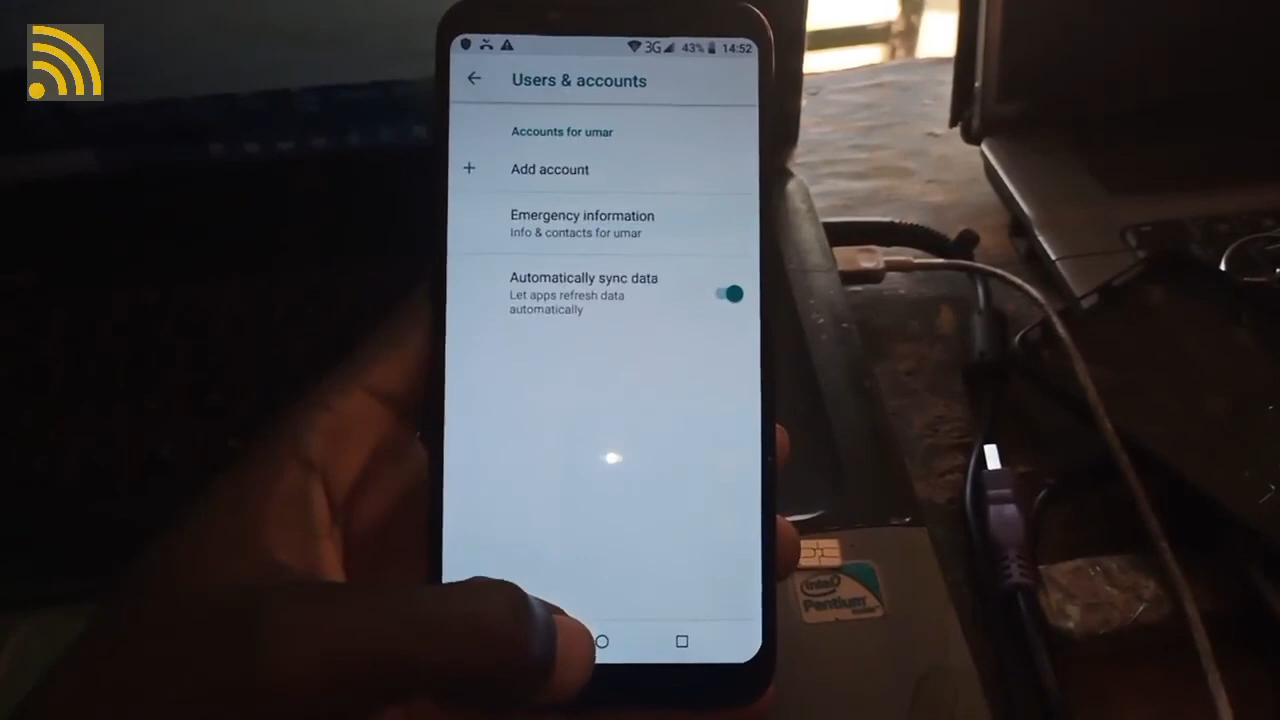 3G 43% 14:52
Users & accounts
Accounts for umar
+ Add account
Emergency information
Info & contacts for umar
Automatically sync data
Let apps refresh data
automatically
intel
Pentium